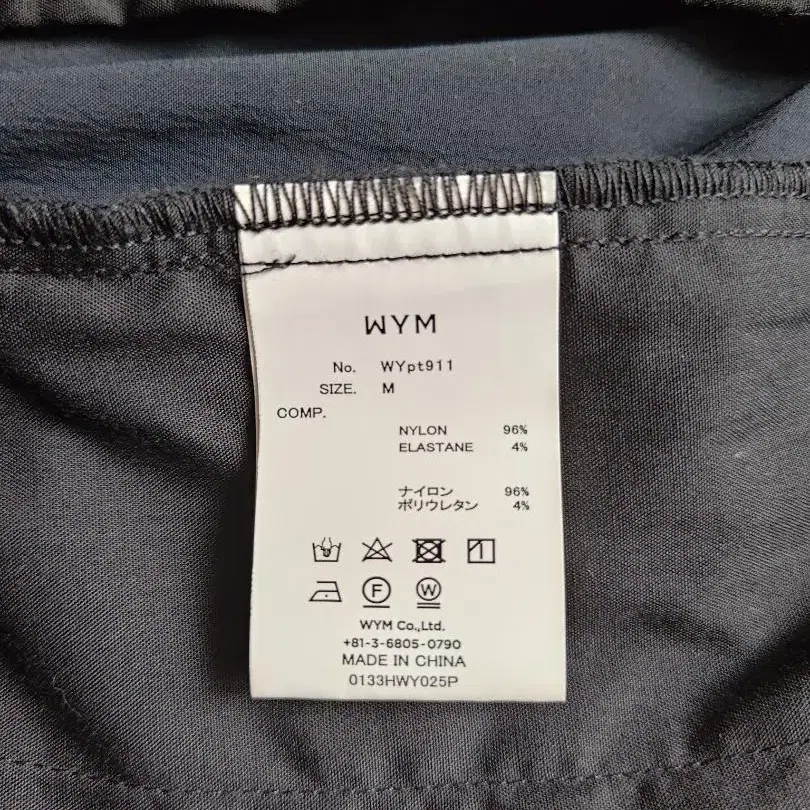 WYM
No. WYpt911
SIZE. M
COMP.
NYLON 96%
ELASTANE 4%
ナイロン 96%
ポリウレタン 4%
F
W
WYM Co.,Ltd.
+81-3-6805-0790
MADE IN CHINA
0133HWY025P